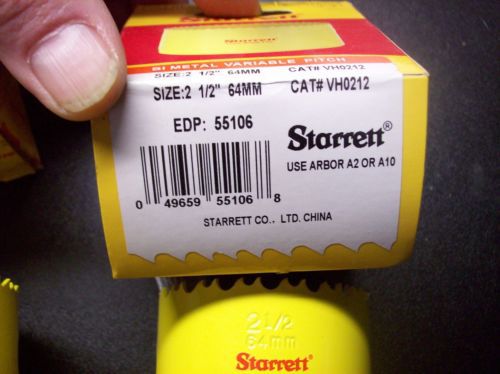 Starrett
Starrett
BI METAL VARIABLE PITCH
SIZE:2 1/2" 64MM CAT# VH0212
SIZE:2 1/2" 64MM CAT# VH0212
EDP: 55106
Starrett®
USE ARBOR A2 OR A10
0 49659 55106 8
STARRETT CO., LTD. CHINA
2 1/2
64mm
Starrett®